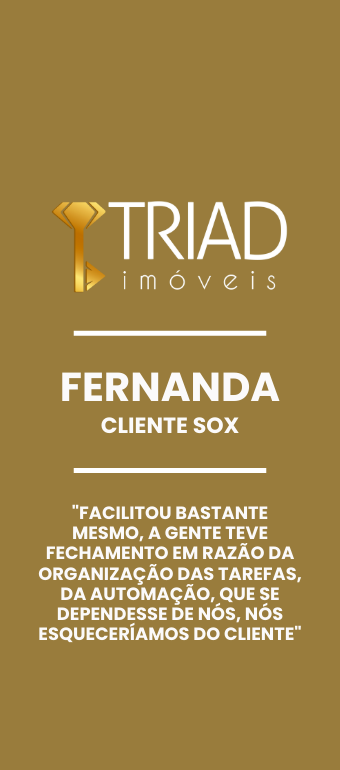 TRIAD
imóveis
FERNANDA
CLIENTE SOX
"FACILITOU BASTANTE
MESMO, A GENTE TEVE
FECHAMENTO EM RAZÃO DA
ORGANIZAÇÃO DAS TAREFAS,
DA AUTOMAÇÃO, QUE SE
DEPENDESSE DE NÓS, NÓS
ESQUECERÍAMOS DO CLIENTE"